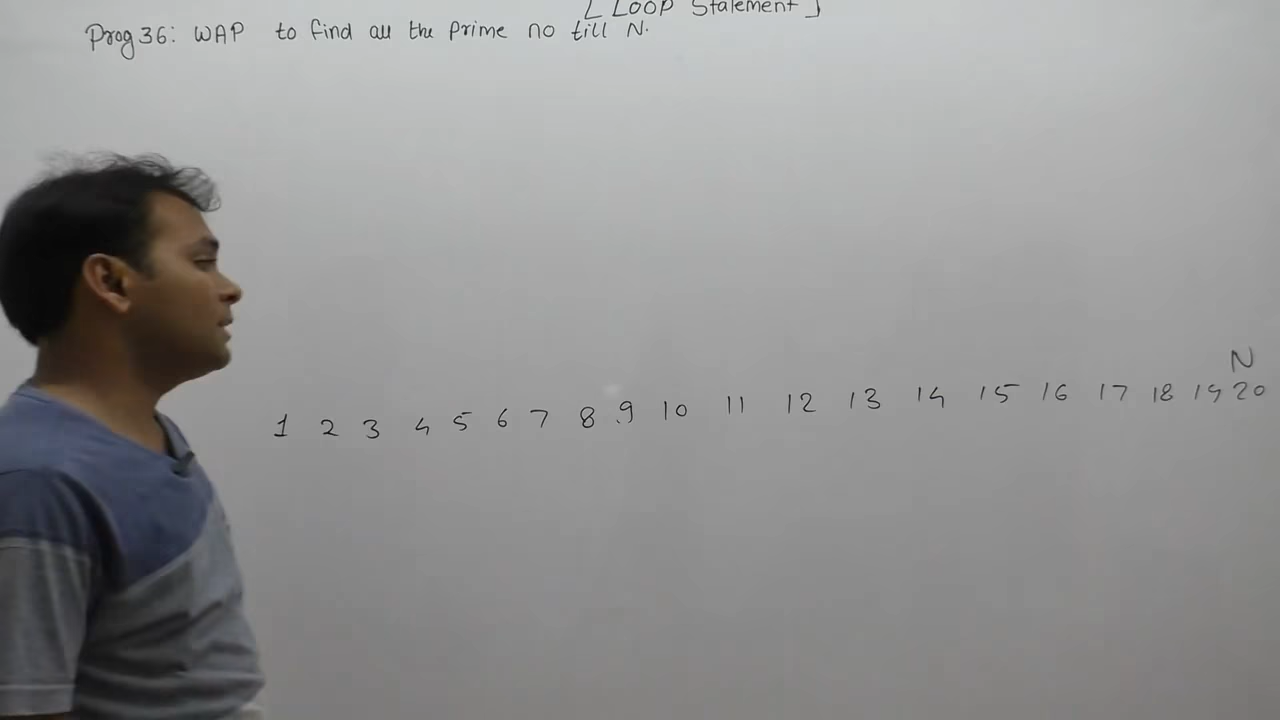 [ Loop Statement ]
Prog 36: WAP to find all the prime no till N.
N
1 2 3 4 5 6 7 8 9 10 11 12 13 14 15 16 17 18 19 20